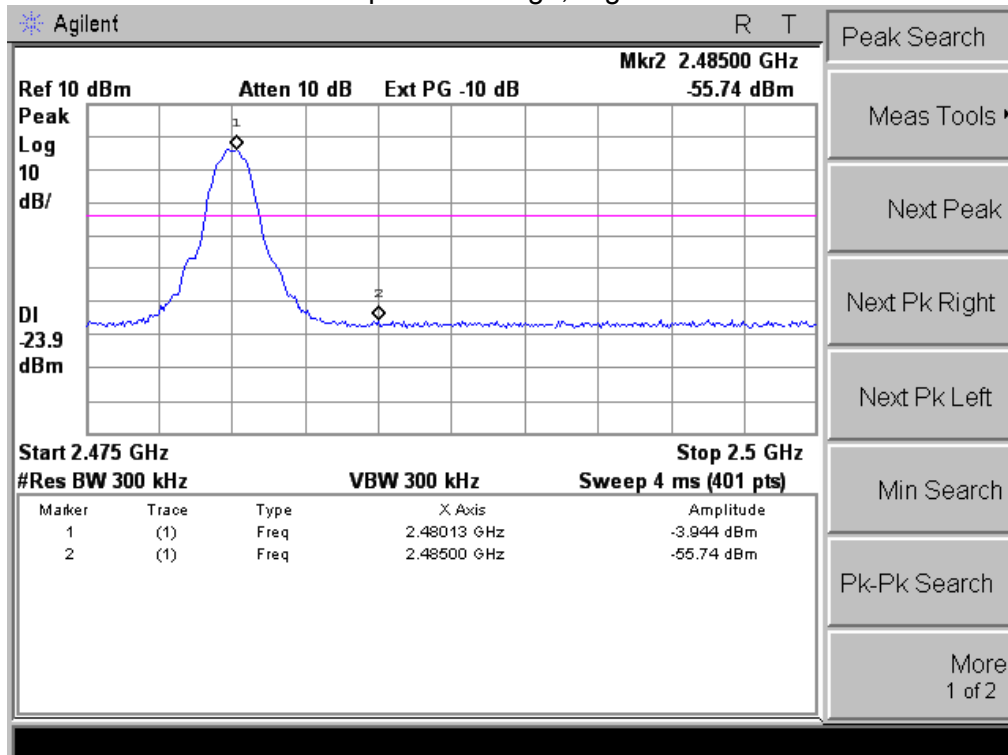 Agilent
R T
Mkr2 2.48500 GHz
Ref 10 dBm Atten 10 dB Ext PG -10 dB -55.74 dBm
Peak
Log
10
dB/
1
2
DI
-23.9
dBm
Start 2.475 GHz Stop 2.5 GHz
#Res BW 300 kHz VBW 300 kHz Sweep 4 ms (401 pts)
Marker Trace Type X Axis Amplitude
1 (1) Freq 2.48013 GHz -3.944 dBm
2 (1) Freq 2.48500 GHz -55.74 dBm
Peak Search
Meas Tools
Next Peak
Next Pk Right
Next Pk Left
Min Search
Pk-Pk Search
More
1 of 2